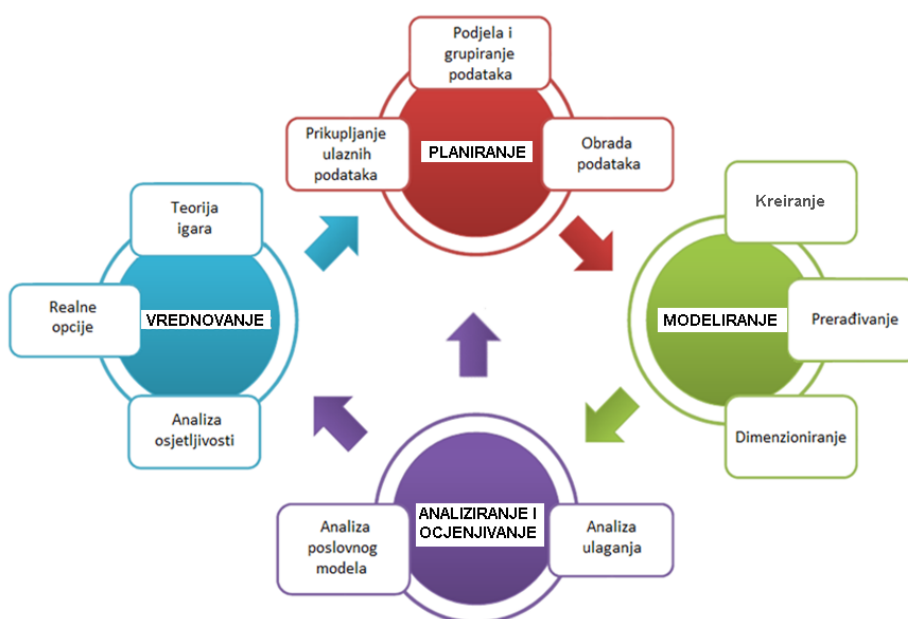 Podjela i
grupiranje
podataka
Prikupljanje
ulaznih
podataka
PLANIRANJE
Obrada
podataka
Teorija
igara
Realne
opcije
VREDNOVANJE
Analiza
osjetljivosti
Kreiranje
MODELIRANJE
Prerađivanje
Dimenzioniranje
ANALIZIRANJE I
OCJENJIVANJE
Analiza
poslovnog
modela
Analiza
ulaganja